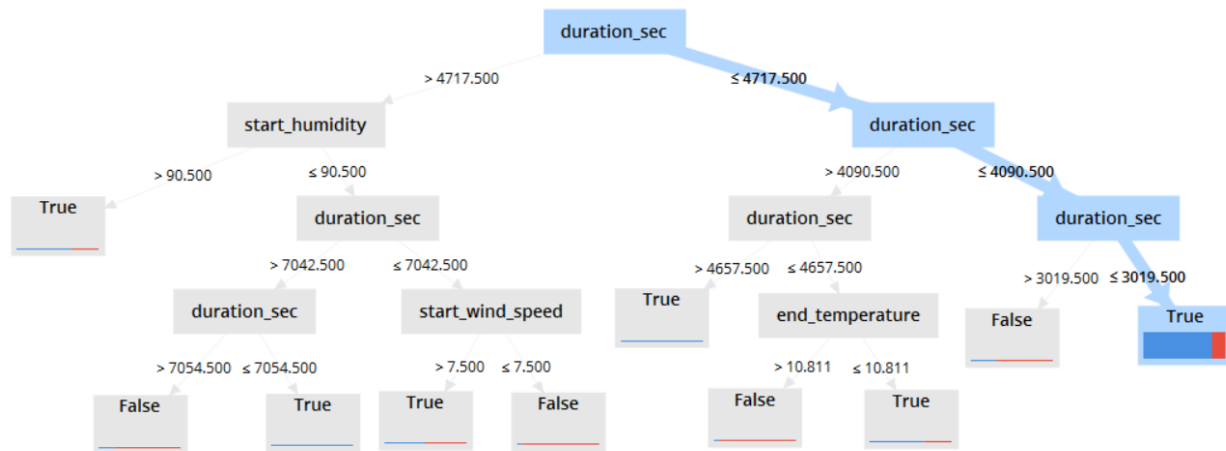 duration_sec
> 4717.500
≤ 4717.500
start_humidity
duration_sec
> 90.500
≤ 90.500
> 4090.500
≤ 4090.500
True
duration_sec
duration_sec
duration_sec
> 7042.500
≤ 7042.500
> 4657.500
≤ 4657.500
> 3019.500
≤ 3019.500
duration_sec
start_wind_speed
True
end_temperature
False
True
> 7054.500
≤ 7054.500
> 7.500
≤ 7.500
> 10.811
≤ 10.811
False
True
True
False
False
True